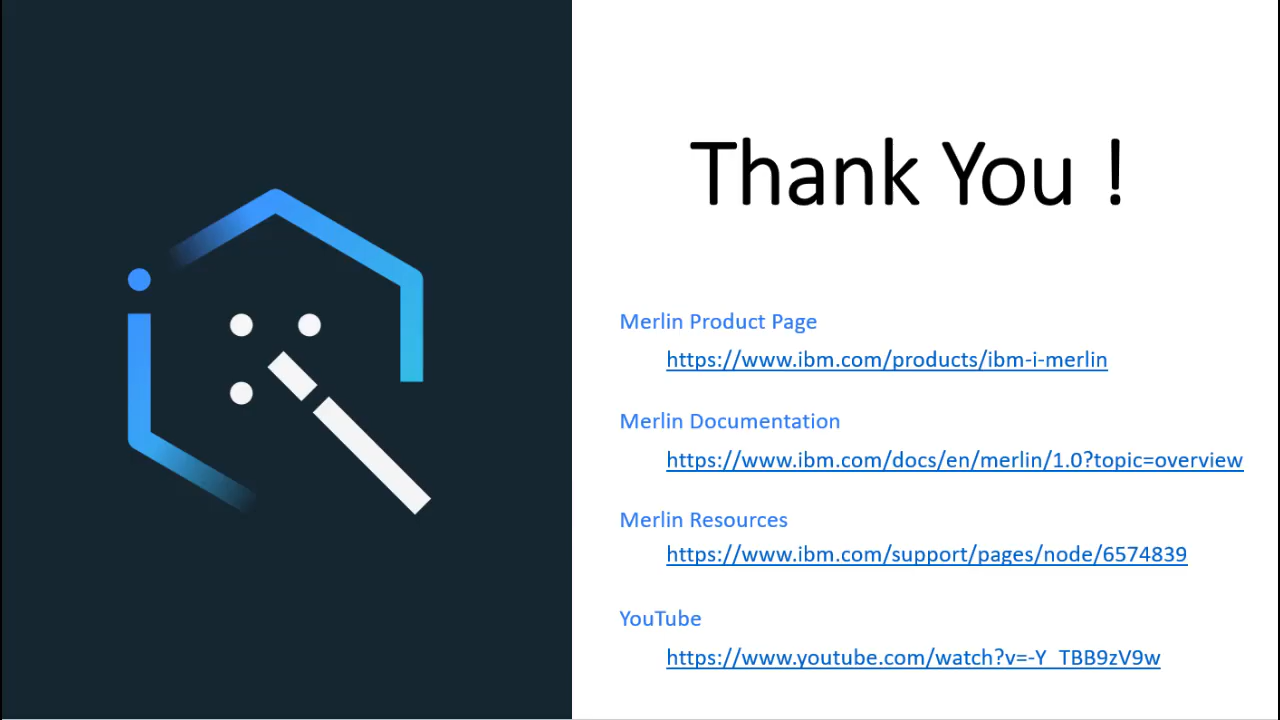 Thank You !
Merlin Product Page
https://www.ibm.com/products/ibm-i-merlin
Merlin Documentation
https://www.ibm.com/docs/en/merlin/1.0?topic=overview
Merlin Resources
https://www.ibm.com/support/pages/node/6574839
YouTube
https://www.youtube.com/watch?v=-Y_TBB9zV9w